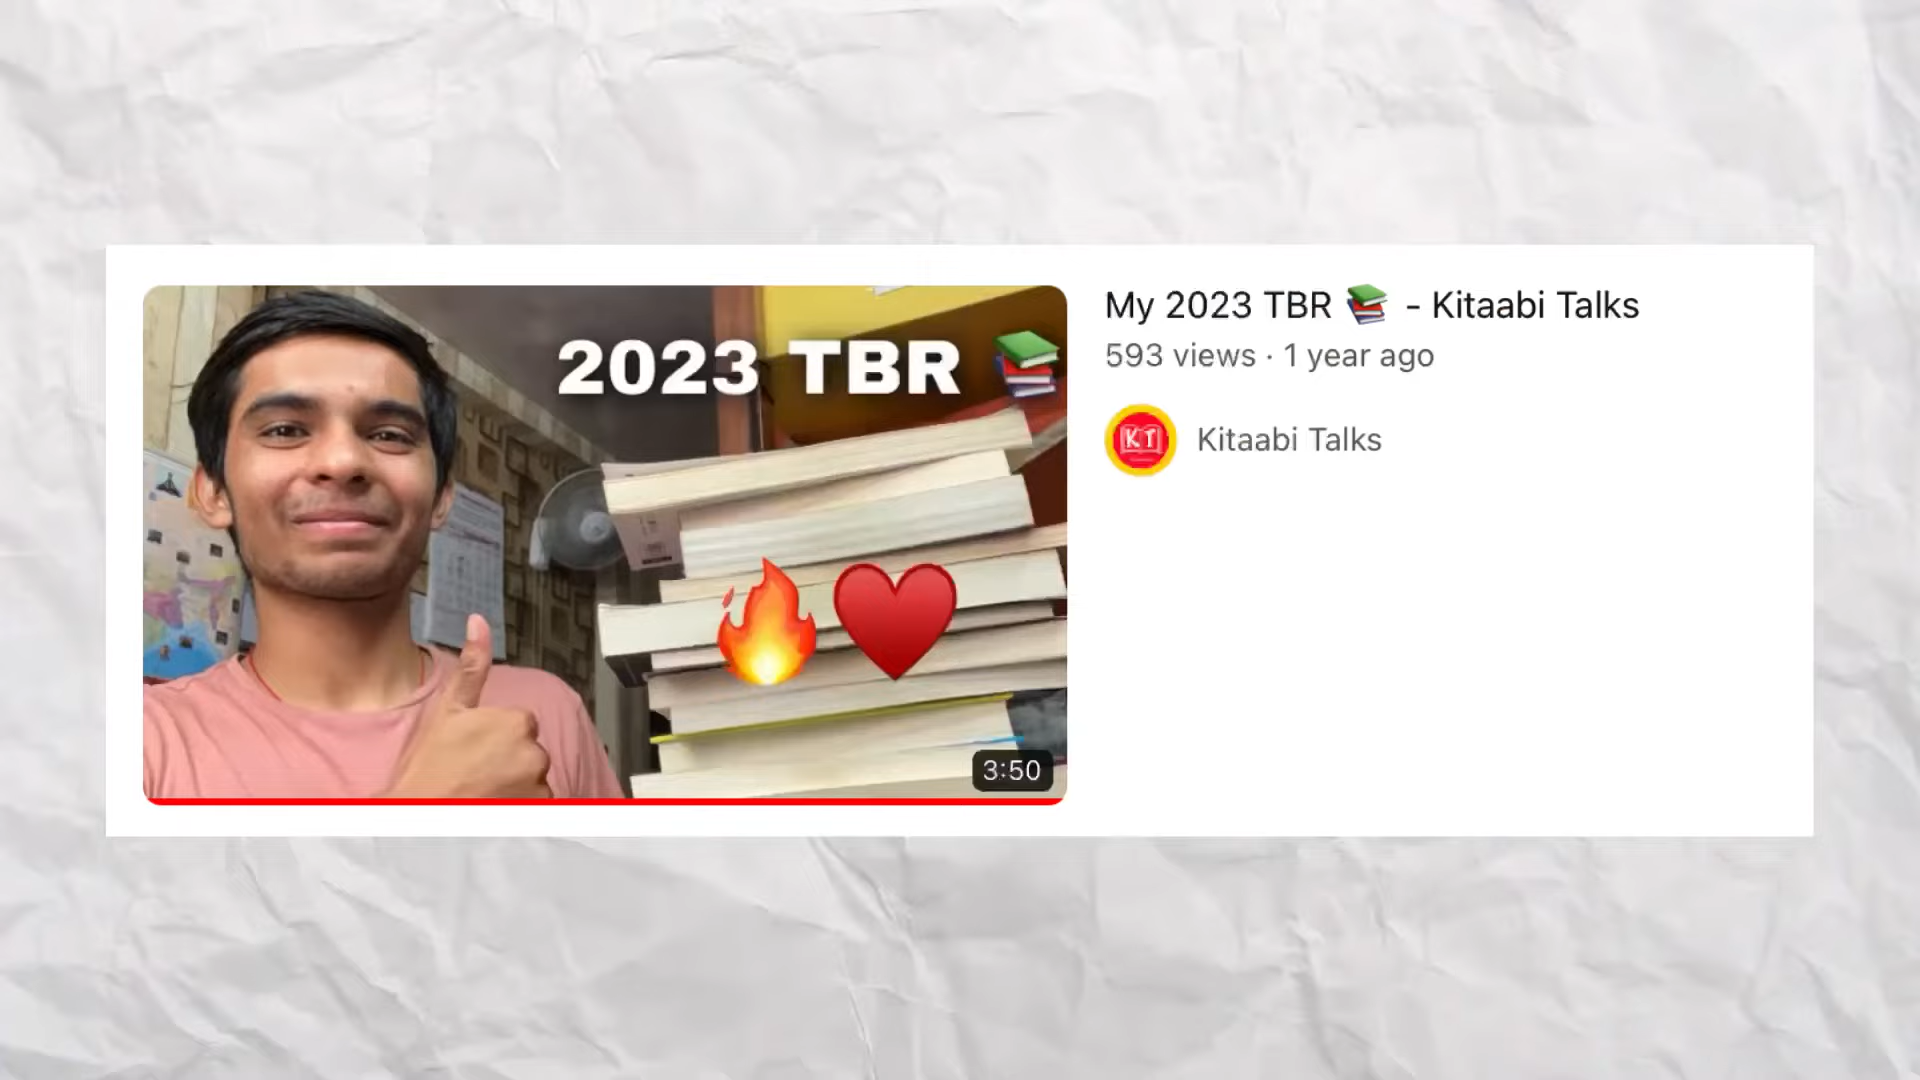 2023 TBR 📚
🔥♥️
3:50
My 2023 TBR 📚 - Kitaabi Talks
593 views · 1 year ago
KT
Kitaabi Talks